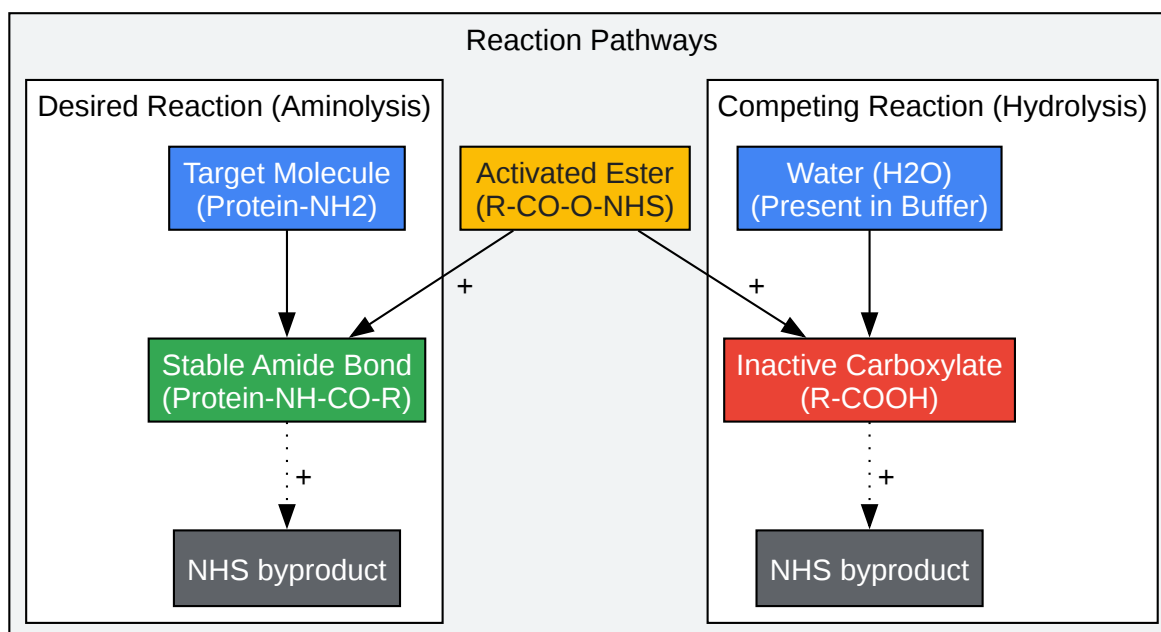 Reaction Pathways
Desired Reaction (Aminolysis)
Competing Reaction (Hydrolysis)
Target Molecule
(Protein-NH2)
Activated Ester
(R-CO-O-NHS)
Water (H2O)
(Present in Buffer)
+
+
Stable Amide Bond
(Protein-NH-CO-R)
Inactive Carboxylate
(R-COOH)
+
+
NHS byproduct
NHS byproduct